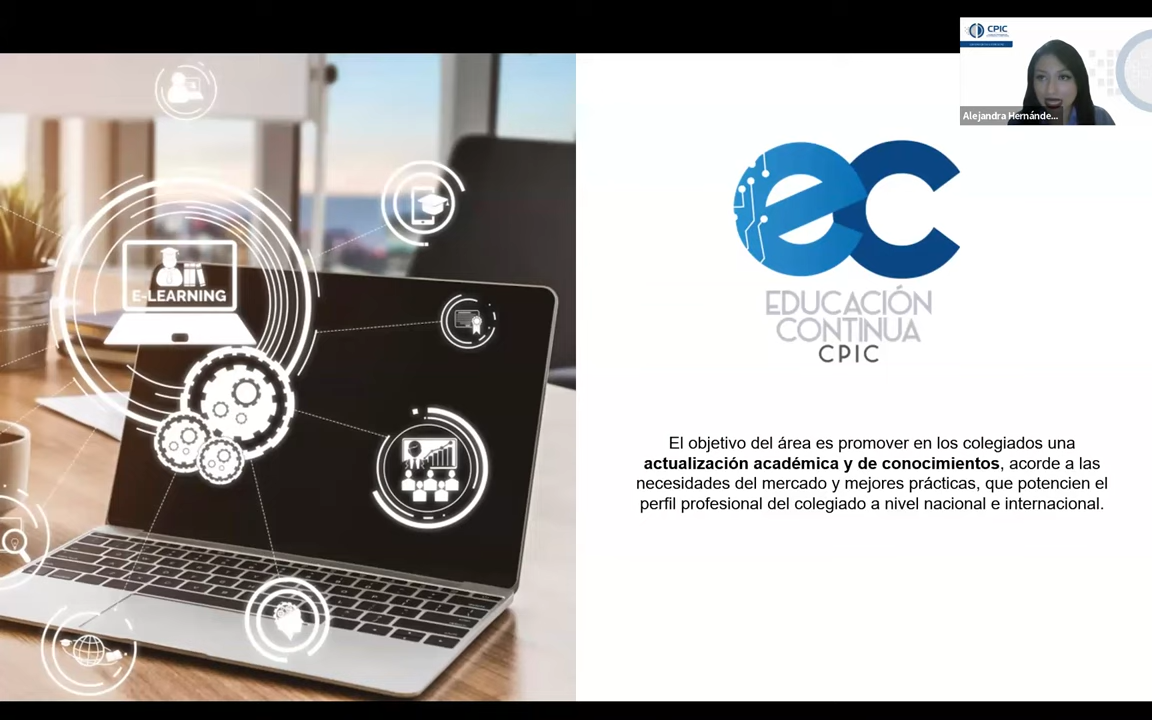 CPIC
Alejandra Hernánde...
E-LEARNING
ec
EDUCACIÓN
CONTINUA
CPIC
El objetivo del área es promover en los colegiados una
actualización académica y de conocimientos, acorde a las
necesidades del mercado y mejores prácticas, que potencien el
perfil profesional del colegiado a nivel nacional e internacional.